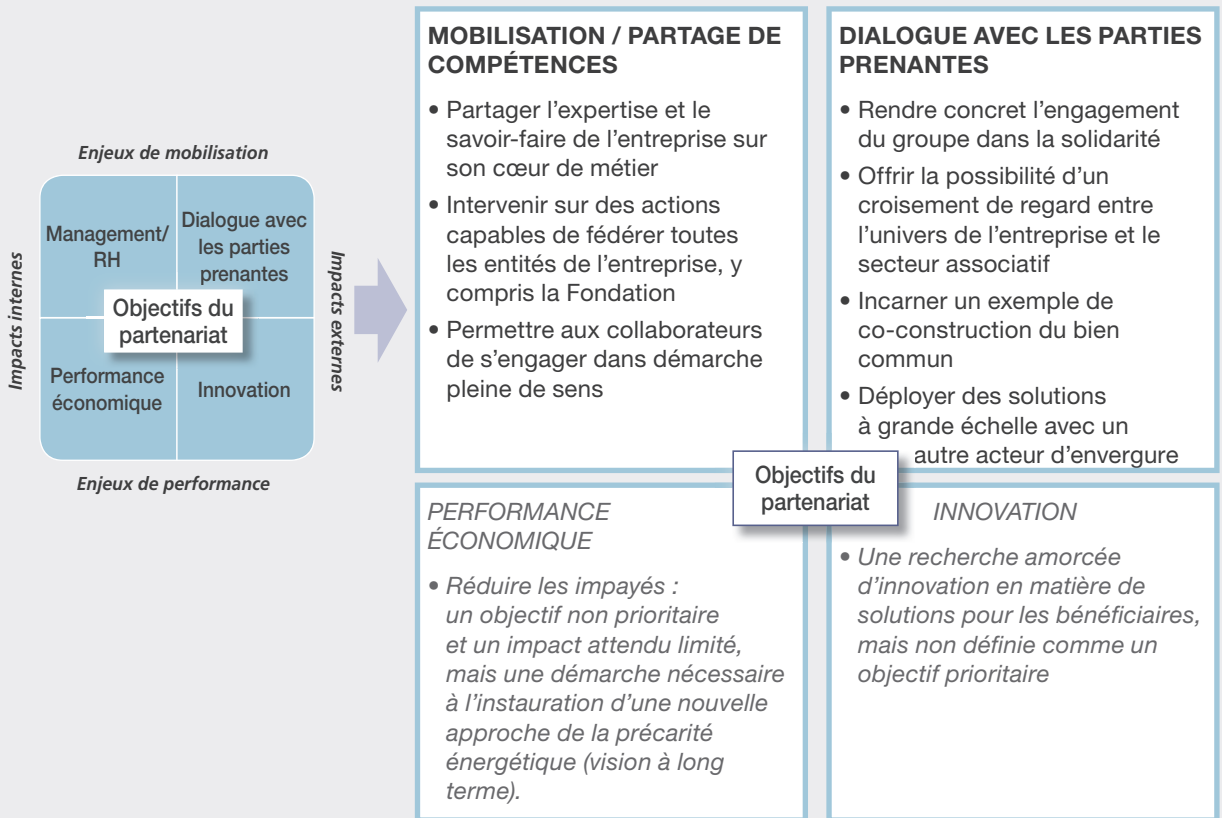 Enjeux de mobilisation
Impacts internes
Management/
RH
Dialogue avec
les parties
prenantes
Objectifs du
partenariat
Performance
économique
Innovation
Impacts externes
Enjeux de performance
MOBILISATION / PARTAGE DE
COMPÉTENCES
• Partager l’expertise et le
savoir-faire de l’entreprise sur
son cœur de métier
• Intervenir sur des actions
capables de fédérer toutes
les entités de l’entreprise, y
compris la Fondation
• Permettre aux collaborateurs
de s’engager dans démarche
pleine de sens
DIALOGUE AVEC LES PARTIES
PRENANTES
• Rendre concret l’engagement
du groupe dans la solidarité
• Offrir la possibilité d’un
croisement de regard entre
l’univers de l’entreprise et le
secteur associatif
• Incarner un exemple de
co-construction du bien
commun
• Déployer des solutions
à grande échelle avec un
autre acteur d’envergure
Objectifs du
partenariat
PERFORMANCE
ÉCONOMIQUE
• Réduire les impayés :
un objectif non prioritaire
et un impact attendu limité,
mais une démarche nécessaire
à l’instauration d’une nouvelle
approche de la précarité
énergétique (vision à long
terme).
INNOVATION
• Une recherche amorcée
d’innovation en matière de
solutions pour les bénéficiaires,
mais non définie comme un
objectif prioritaire